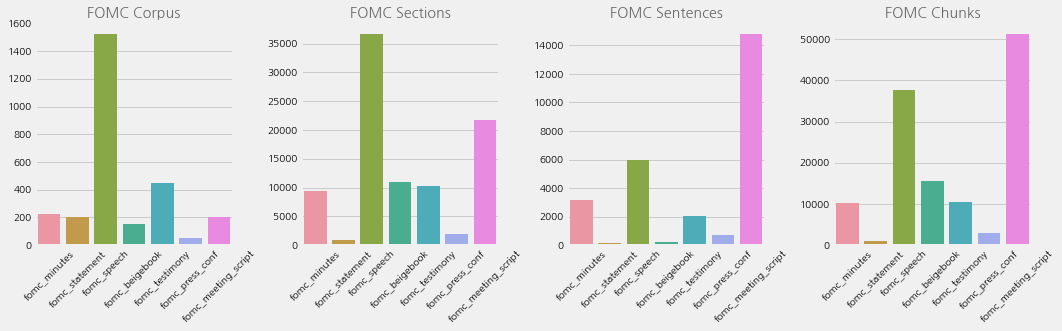 FOMC Corpus
1600
1400
1200
1000
800
600
400
200
0
fomc_minutes
fomc_statement
fomc_speech
fomc_beigebook
fomc_testimony
fomc_press_conf
fomc_meeting_script
FOMC Sections
35000
30000
25000
20000
15000
10000
5000
0
fomc_minutes
fomc_statement
fomc_speech
fomc_beigebook
fomc_testimony
fomc_press_conf
fomc_meeting_script
FOMC Sentences
14000
12000
10000
8000
6000
4000
2000
0
fomc_minutes
fomc_statement
fomc_speech
fomc_beigebook
fomc_testimony
fomc_press_conf
fomc_meeting_script
FOMC Chunks
50000
40000
30000
20000
10000
0
fomc_minutes
fomc_statement
fomc_speech
fomc_beigebook
fomc_testimony
fomc_press_conf
fomc_meeting_script